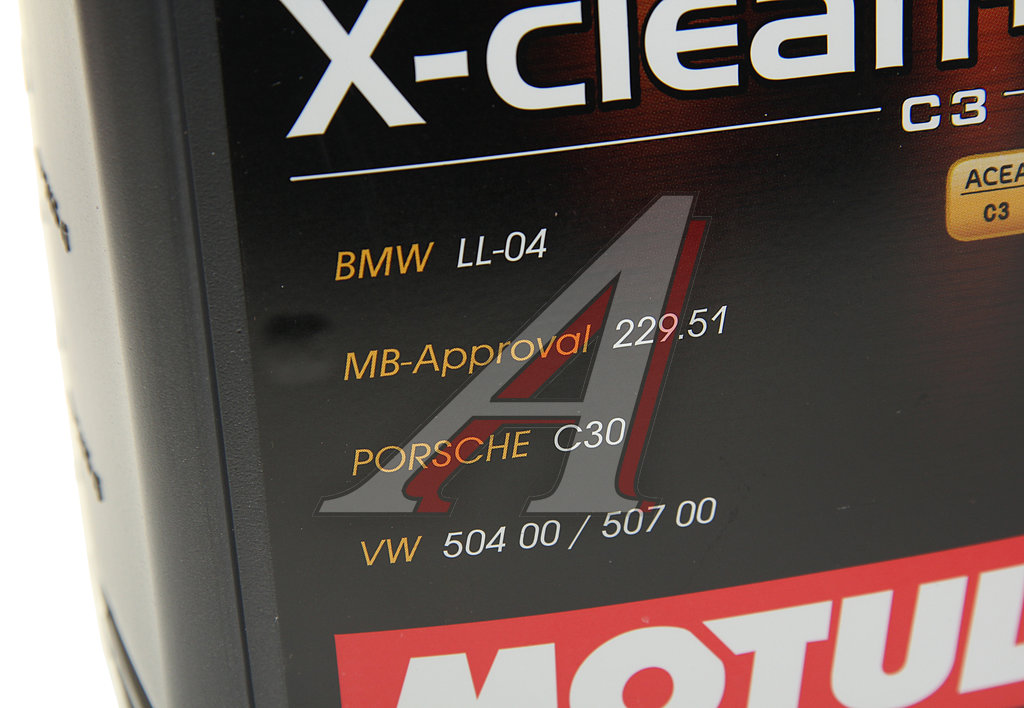 X-clean
C3
ACEA
C3
BMW LL-04
MB-Approval 229.51
PORSCHE C30
VW 504 00 / 507 00
MOTUL